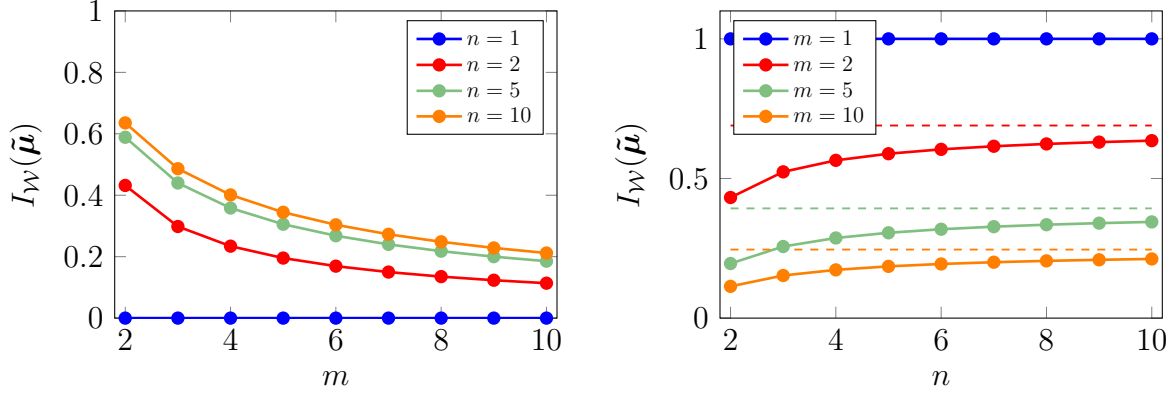 1
0.8
0.6
0.4
0.2
0
2 4 6 8 10
m
I_𝒲(μ̃)
n = 1
n = 2
n = 5
n = 10
1
0.5
0
2 4 6 8 10
n
I_𝒲(μ̃)
m = 1
m = 2
m = 5
m = 10